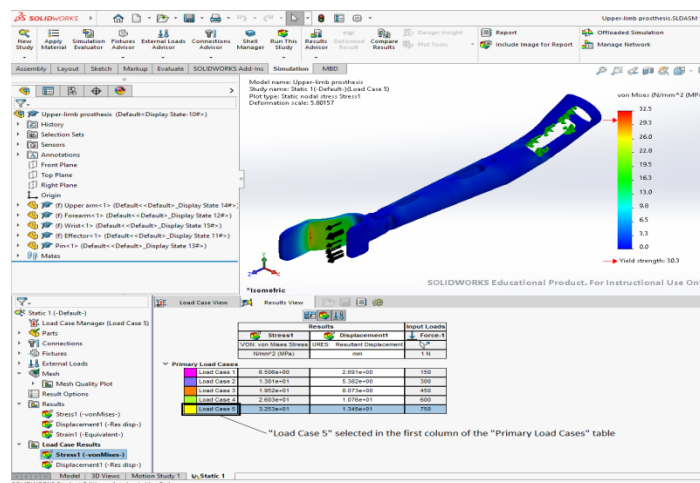 SOLIDWORKS
Upper-limb prosthesis.SLDASM
New Study
Apply Material
Simulation Evaluator
Fixtures Advisor
External Loads Advisor
Connections Advisor
Shell Manager
Run This Study
Results Advisor
Deformed Result
Compare Results
Design Insight
Plot Tools
Report
Include Image for Report
Offloaded Simulation
Manage Network
Assembly Layout Sketch Markup Evaluate SOLIDWORKS Add-Ins Simulation MBD
Upper-limb prosthesis (Default<Display State-10#>)
History
Selection Sets
Sensors
Annotations
Front Plane
Top Plane
Right Plane
Origin
(f) Upper arm<1> (Default<<Default>_Display State 14#>)
(f) Forearm<1> (Default<<Default>_Display State 12#>)
(f) Wrist<1> (Default<<Default>_Display State 15#>)
(f) Effector<1> (Default<<Default>_Display State 11#>)
Pin<1> (Default<<Default>_Display State 13#>)
Mates
Model name: Upper-limb prosthesis
Study name: Static 1(-Default-)(Load Case 5)
Plot type: Static nodal stress Stress1
Deformation scale: 5.80157
von Mises (N/mm^2 (MPa
32.5
29.3
26.0
22.8
19.5
16.3
13.0
9.8
6.5
3.3
0.0
Yield strength: 30.3
*Isometric
SOLIDWORKS Educational Product. For Instructional Use Onl
Static 1 (-Default-)
Load Case Manager (Load Case 5)
Parts
Connections
Fixtures
External Loads
Mesh
Mesh Quality Plot
Result Options
Results
Stress1 (-vonMises-)
Displacement1 (-Res disp-)
Strain1 (-Equivalent-)
Load Case Results
Stress1 (-vonMises-)
Displacement1 (-Res disp-)
Load Case View Results View
Results Input Loads
Stress1 Displacement1 Force-1
VON: von Mises Stress URES: Resultant Displacement
N/mm^2 (MPa) mm 1 N
Primary Load Cases
Load Case 1 6.506e+00 2.691e+00 150
Load Case 2 1.301e+01 5.382e+00 300
Load Case 3 1.952e+01 8.073e+00 450
Load Case 4 2.603e+01 1.076e+01 600
Load Case 5 3.253e+01 1.345e+01 750
"Load Case 5" selected in the first column of the "Primary Load Cases" table
Model 3D Views Motion Study 1 Static 1